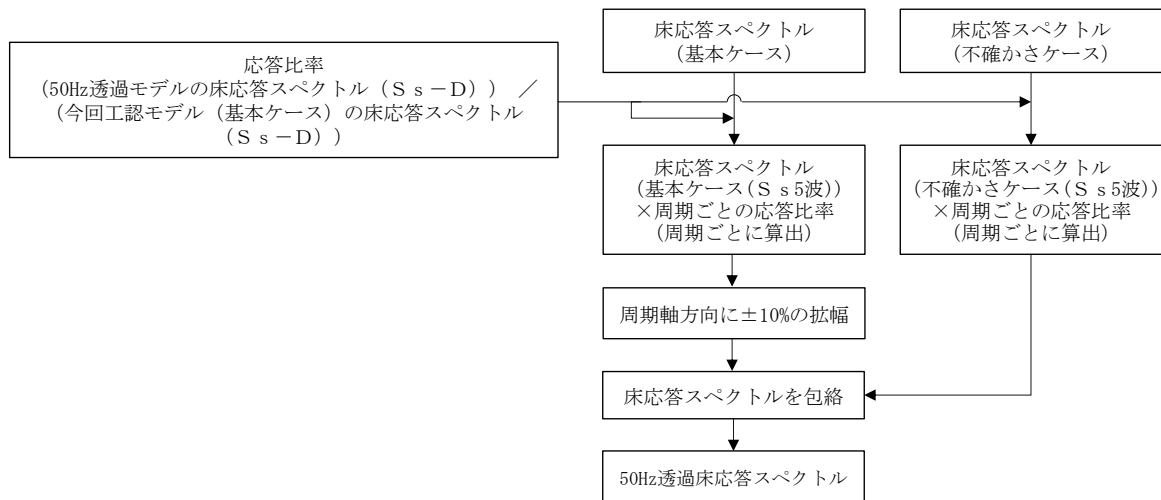 応答比率
(50Hz透過モデルの床応答スペクトル(Ss-D)) /
(今回工認モデル(基本ケース)の床応答スペクトル
(Ss-D))
床応答スペクトル
(基本ケース)
床応答スペクトル
(不確かさケース)
床応答スペクトル
(基本ケース(Ss5波))
×周期ごとの応答比率
(周期ごとに算出)
床応答スペクトル
(不確かさケース(Ss5波))
×周期ごとの応答比率
(周期ごとに算出)
周期軸方向に±10%の拡幅
床応答スペクトルを包絡
50Hz透過床応答スペクトル